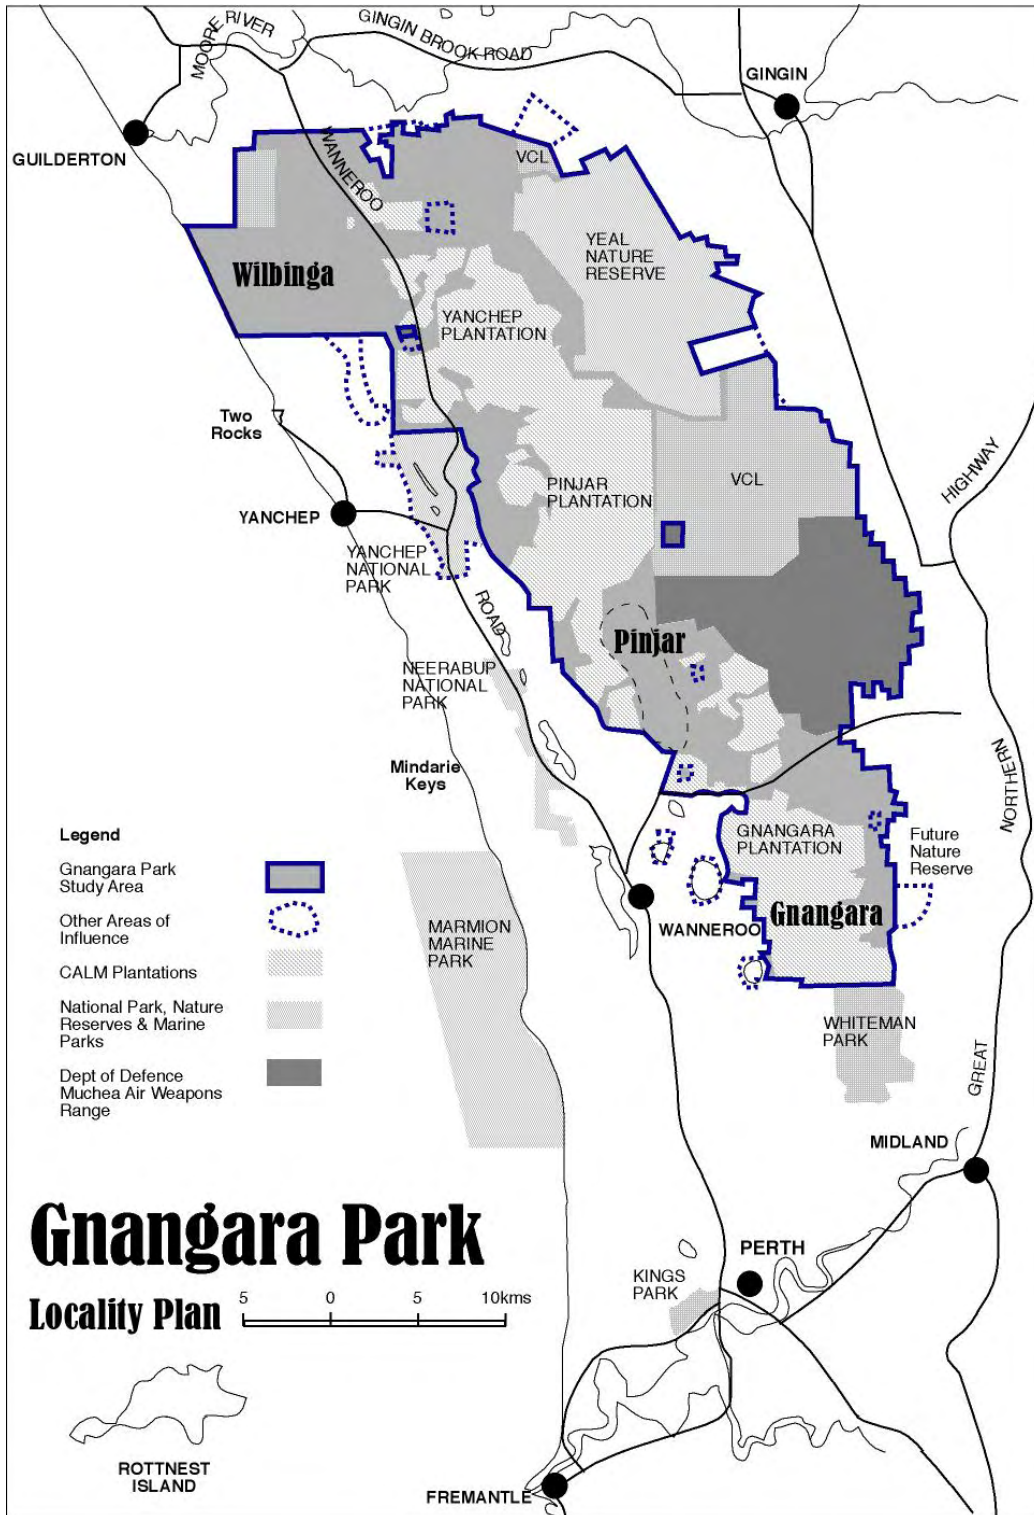 MOORE RIVER
GINGIN BROOK ROAD
GINGIN
GUILDERTON
WANNEROO
VCL
YEAL
NATURE
RESERVE
Wilbinga
YANCHEP
PLANTATION
Two
Rocks
HIGHWAY
VCL
PINJAR
PLANTATION
YANCHEP
YANCHEP
NATIONAL
PARK
ROAD
Pinjar
NEERABUP
NATIONAL
PARK
Mindarie
Keys
NORTHERN
Legend
Gnangara Park
Study Area
Other Areas of
Influence
CALM Plantations
National Park, Nature
Reserves & Marine
Parks
Dept of Defence
Muchea Air Weapons
Range
GNANGARA
PLANTATION
Future
Nature
Reserve
Gnangara
WANNEROO
MARMION
MARINE
PARK
WHITEMAN
PARK
GREAT
MIDLAND
Gnangara Park
Locality Plan
5 0 5 10kms
PERTH
KINGS
PARK
ROTTNEST
ISLAND
FREMANTLE